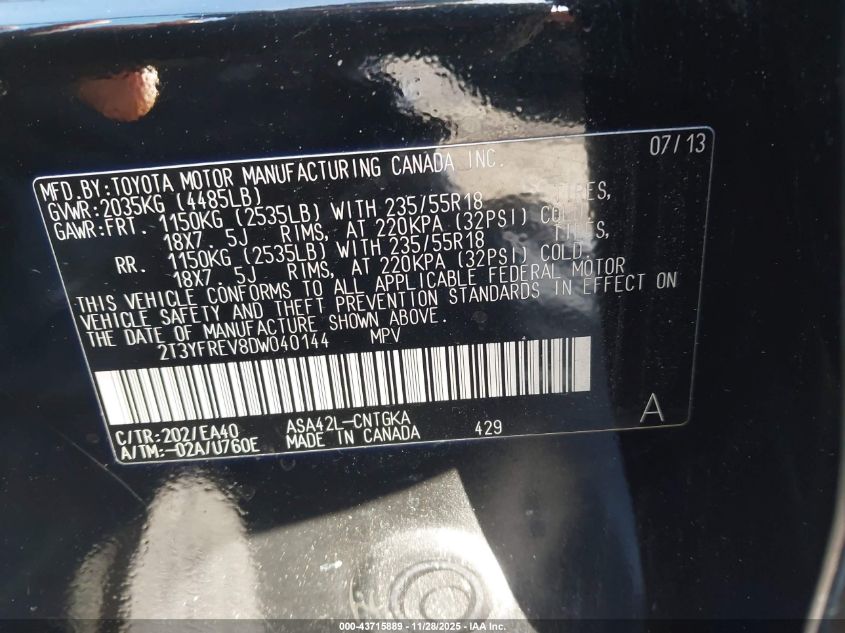 07/13
MFD.BY:TOYOTA MOTOR MANUFACTURING CANADA INC.
GVWR:2035KG (4485LB)
GAWR:FRT. 1150KG (2535LB) WITH 235/55R18 TIRES,
18X7.5J RIMS, AT 220KPA (32PSI) COLD.
RR. 1150KG (2535LB) WITH 235/55R18 TIRES,
18X7.5J RIMS, AT 220KPA (32PSI) COLD.
THIS VEHICLE CONFORMS TO ALL APPLICABLE FEDERAL MOTOR
VEHICLE SAFETY AND THEFT PREVENTION STANDARDS IN EFFECT ON
THE DATE OF MANUFACTURE SHOWN ABOVE.
2T3YFREV8DW040144 MPV
C/TR:202/EA40 ASA42L-CNTGKA
A/TM:-02A/U760E MADE IN CANADA 429 A
000-43715889 - 11/28/2025 - IAA Inc.